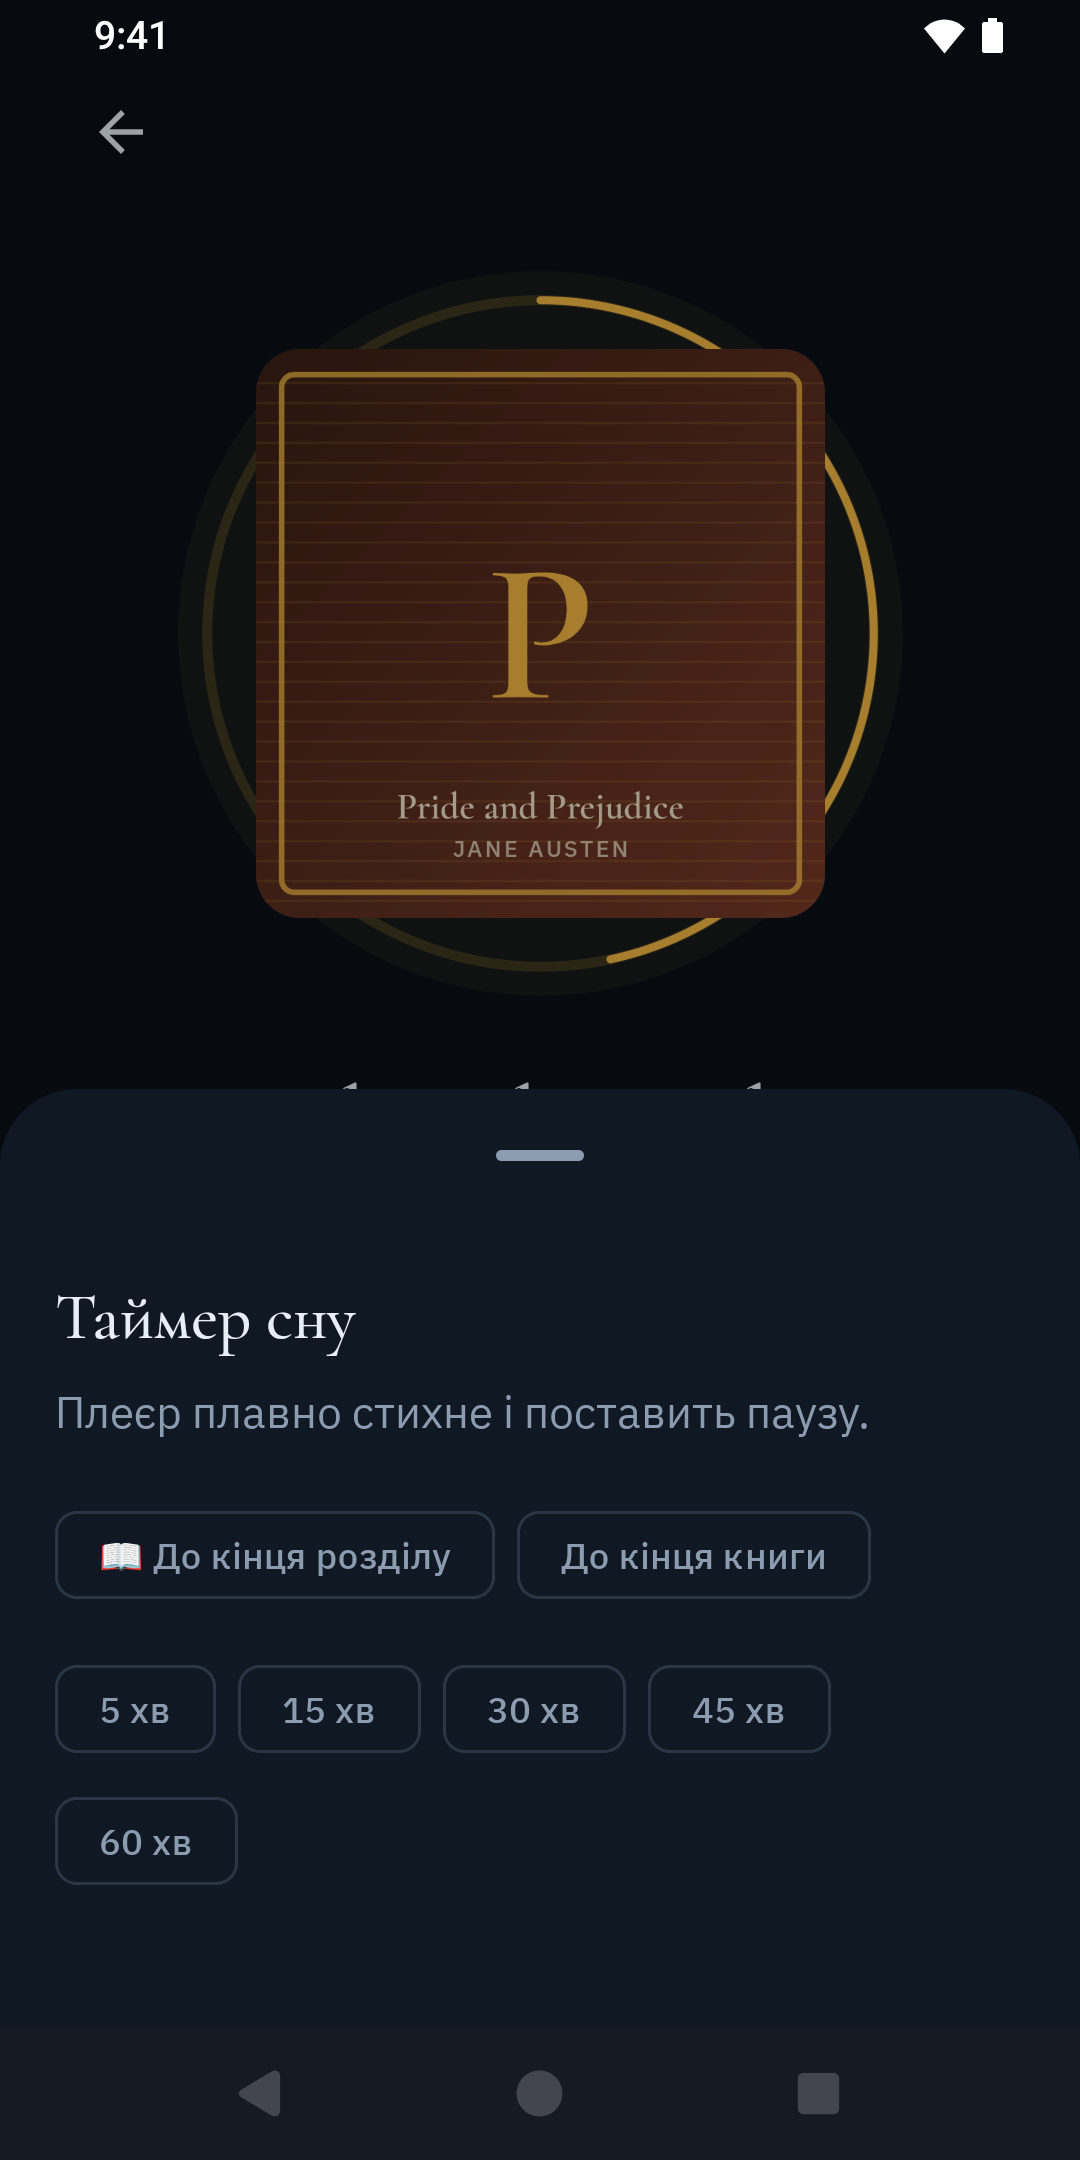 9:41
P
Pride and Prejudice
JANE AUSTEN
Таймер сну
Плеєр плавно стихне і поставить паузу.
📖 До кінця розділу
До кінця книги
5 хв
15 хв
30 хв
45 хв
60 хв